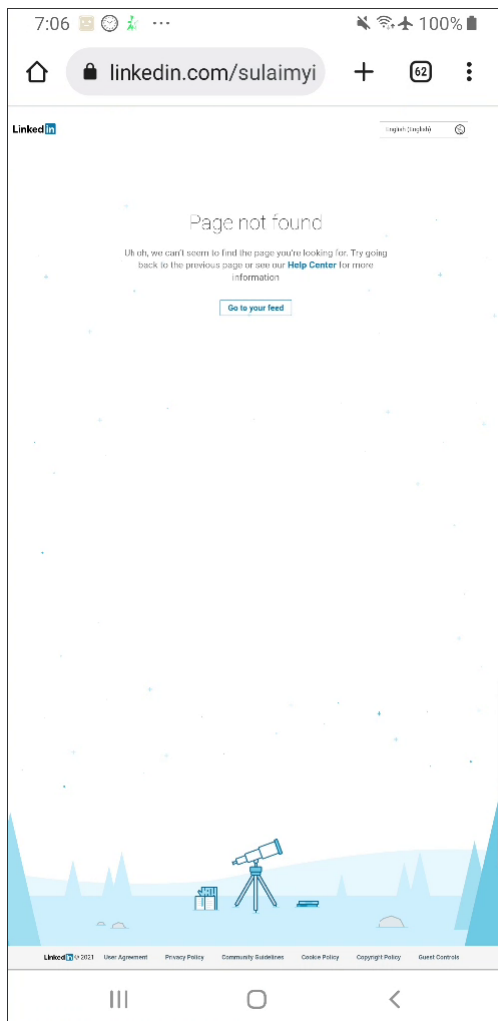 7:06 100%
linkedin.com/sulaimyi
62
Linked in
English (English)
Page not found
Uh oh, we can't seem to find the page you're looking for. Try going
back to the previous page or see our Help Center for more
information
Go to your feed
Linked in © 2021 User Agreement Privacy Policy Community Guidelines Cookie Policy Copyright Policy Guest Controls